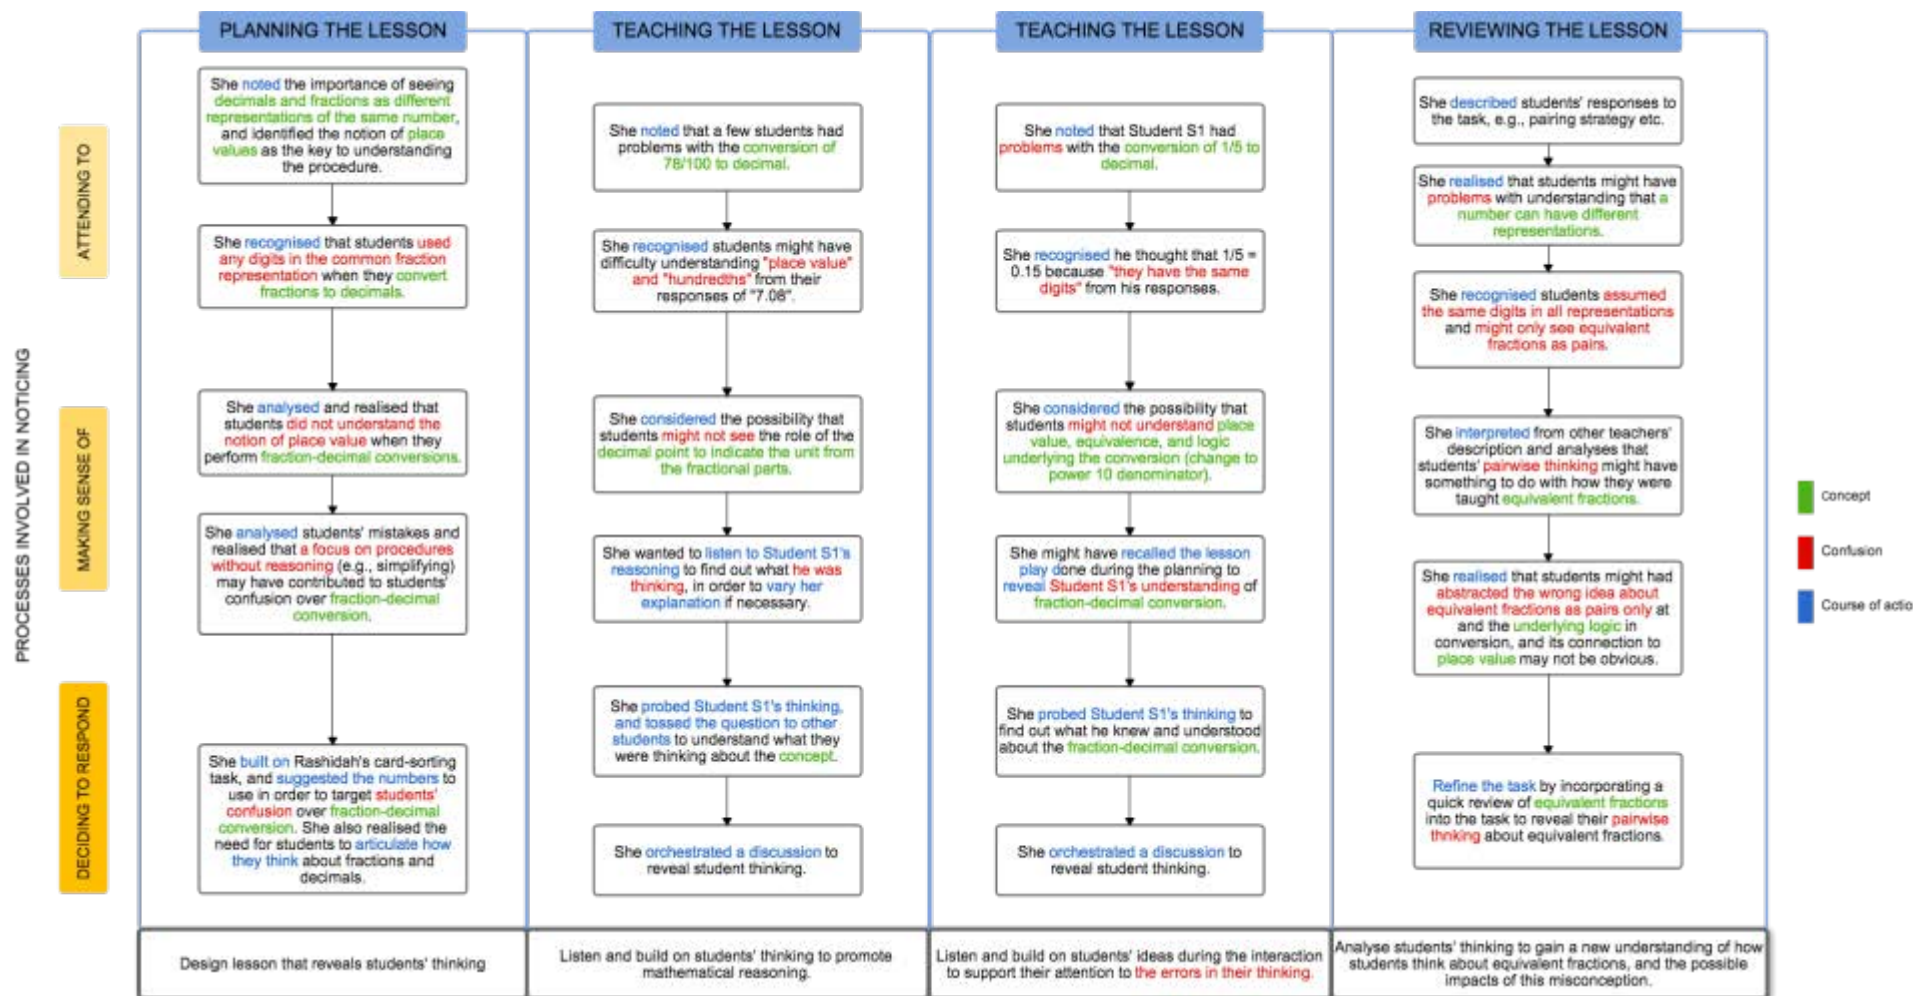 PLANNING THE LESSON
TEACHING THE LESSON
TEACHING THE LESSON
REVIEWING THE LESSON
PROCESSES INVOLVED IN NOTICING
ATTENDING TO
MAKING SENSE OF
DECIDING TO RESPOND
She noted the importance of seeing
decimals and fractions as different
representations of the same number,
and identified the notion of place
values as the key to understanding
the procedure.
She recognised that students used
any digits in the common fraction
representation when they convert
fractions to decimals.
She analysed and realised that
students did not understand the
notion of place value when they
perform fraction-decimal conversions.
She analysed students' mistakes and
realised that a focus on procedures
without reasoning (e.g., simplifying)
may have contributed to students'
confusion over fraction-decimal
conversion.
She built on Rashidah's card-sorting
task, and suggested the numbers to
use in order to target students'
confusion over fraction-decimal
conversion. She also realised the
need for students to articulate how
they think about fractions and
decimals.
Design lesson that reveals students' thinking
She noted that a few students had
problems with the conversion of
78/100 to decimal.
She recognised students might have
difficulty understanding "place value"
and "hundredths" from their
responses of "7.08".
She considered the possibility that
students might not see the role of the
decimal point to indicate the unit from
the fractional parts.
She wanted to listen to Student S1's
reasoning to find out what he was
thinking, in order to vary her
explanation if necessary.
She probed Student S1's thinking,
and tossed the question to other
students to understand what they
were thinking about the concept.
She orchestrated a discussion to
reveal student thinking.
Listen and build on students' thinking to promote
mathematical reasoning.
She noted that Student S1 had
problems with the conversion of 1/5 to
decimal.
She recognised he thought that 1/5 =
0.15 because "they have the same
digits" from his responses.
She considered the possibility that
students might not understand place
value, equivalence, and logic
underlying the conversion (change to
power 10 denominator).
She might have recalled the lesson
play done during the planning to
reveal Student S1's understanding of
fraction-decimal conversion.
She probed Student S1's thinking to
find out what he knew and understood
about the fraction-decimal conversion.
She orchestrated a discussion to
reveal student thinking.
Listen and build on students' ideas during the interaction
to support their attention to the errors in their thinking.
She described students' responses to
the task, e.g., pairing strategy etc.
She realised that students might have
problems with understanding that a
number can have different
representations.
She recognised students assumed
the same digits in all representations
and might only see equivalent
fractions as pairs.
She interpreted from other teachers'
description and analyses that
students' pairwise thinking might have
something to do with how they were
taught equivalent fractions.
She realised that students might had
abstracted the wrong idea about
equivalent fractions as pairs only at
and the underlying logic in
conversion, and its connection to
place value may not be obvious.
Refine the task by incorporating a
quick review of equivalent fractions
into the task to reveal their pairwise
thnking about equivalent fractions.
Analyse students' thinking to gain a new understanding of how
students think about equivalent fractions, and the possible
impacts of this misconception.
Concept
Confusion
Course of actio